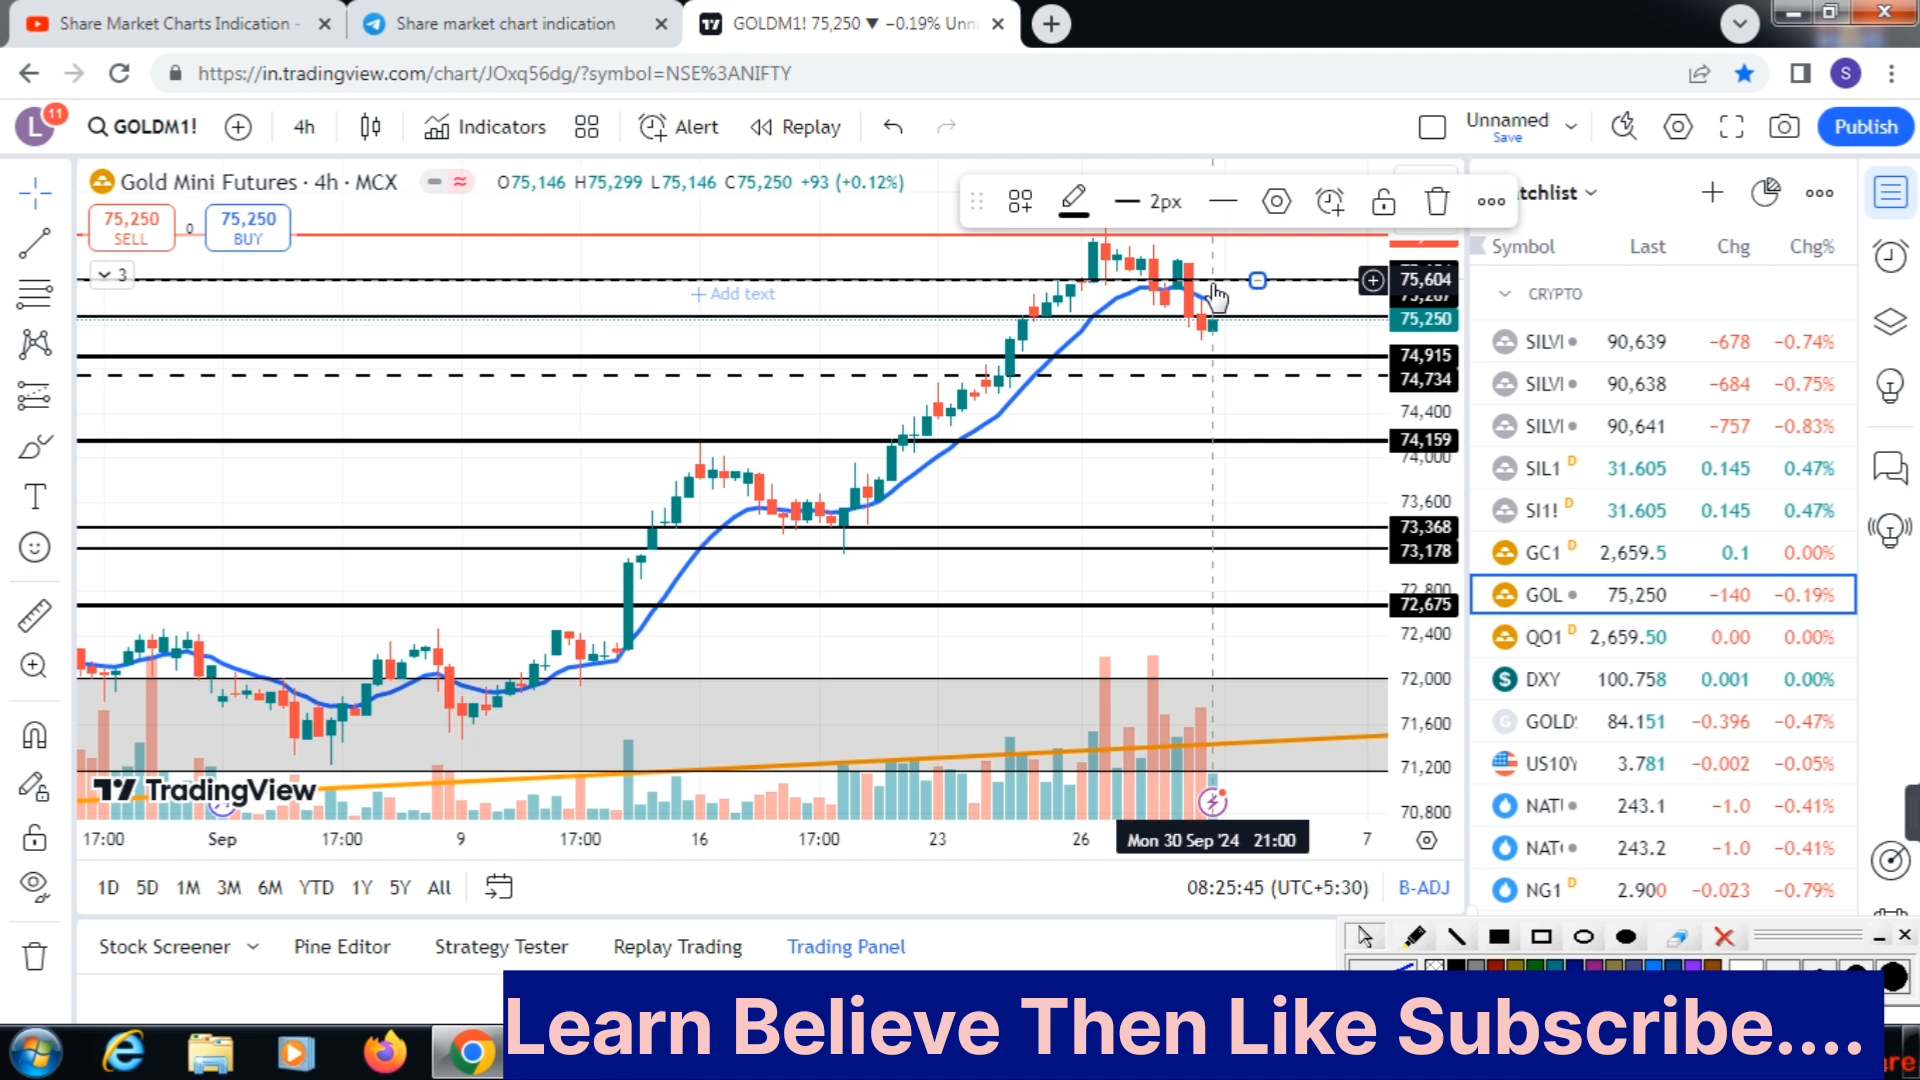 Share Market Charts Indication -
Share market chart indication
GOLDM1! 75,250 ▼ −0.19% Unna
https://in.tradingview.com/chart/JOxq56dg/?symbol=NSE%3ANIFTY
S
L
11
GOLDM1!
4h
Indicators
Alert
Replay
Unnamed
Save
Publish
Gold Mini Futures · 4h · MCX
O75,146 H75,299 L75,146 C75,250 +93 (+0.12%)
75,250
SELL
0
75,250
BUY
3
2px
+ Add text
75,604
75,250
74,915
74,734
74,400
74,159
74,000
73,600
73,368
73,178
72,800
72,675
72,400
72,000
71,600
71,200
70,800
TradingView
17:00 Sep 17:00 9 17:00 16 17:00 23 26 Mon 30 Sep '24 21:00 7
1D 5D 1M 3M 6M YTD 1Y 5Y All
08:25:45 (UTC+5:30)
B-ADJ
Stock Screener
Pine Editor
Strategy Tester
Replay Trading
Trading Panel
tchlist
Symbol Last Chg Chg%
CRYPTO
SILVI 90,639 −678 −0.74%
SILVI 90,638 −684 −0.75%
SILVI 90,641 −757 −0.83%
SIL1 D 31.605 0.145 0.47%
SI1! D 31.605 0.145 0.47%
GC1 D 2,659.5 0.1 0.00%
GOL 75,250 −140 −0.19%
QO1 D 2,659.50 0.00 0.00%
DXY 100.758 0.001 0.00%
GOLD 84.151 −0.396 −0.47%
US10Y 3.781 −0.002 −0.05%
NAT 243.1 −1.0 −0.41%
NAT 243.2 −1.0 −0.41%
NG1 D 2.900 −0.023 −0.79%
Learn Believe Then Like Subscribe....